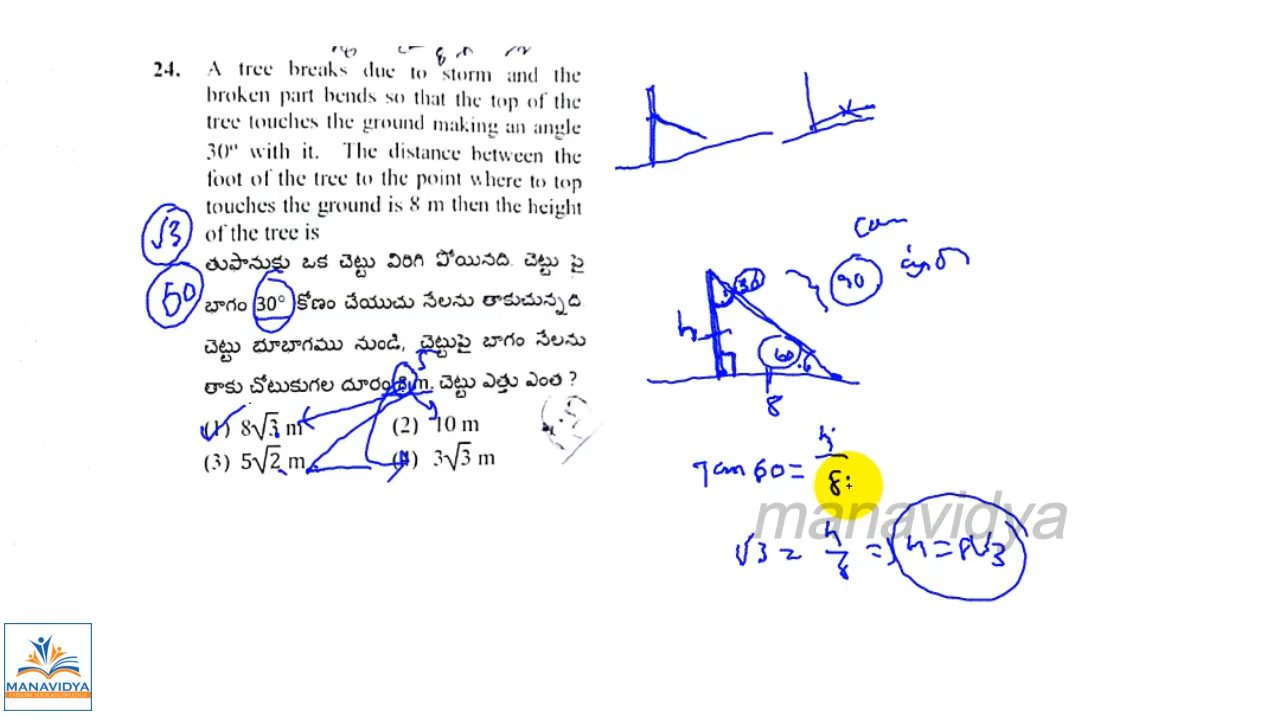 24. A tree breaks due to storm and the
broken part bends so that the top of the
tree touches the ground making an angle
30° with it. The distance between the
foot of the tree to the point where to top
touches the ground is 8 m then the height
of the tree is
√3
తుఫానుకు ఒక చెట్టు విరిగి పోయినది. చెట్టు పై
60
భాగం 30° కోణం చేయుచు నేలను తాకుచున్నది.
చెట్టు భూభాగము నుండి, చెట్టుపై భాగం నేలను
తాకు చోటుకుగల దూరం 8 m. చెట్టు ఎత్తు ఎంత ?
(1) 8√3 m (2) 10 m
(3) 5√2 m (4) 3√3 m
30
90
h
60
8
Tan 60 = h/8
manavidya
√3 = h/8 => h = 8√3
MANAVIDYA